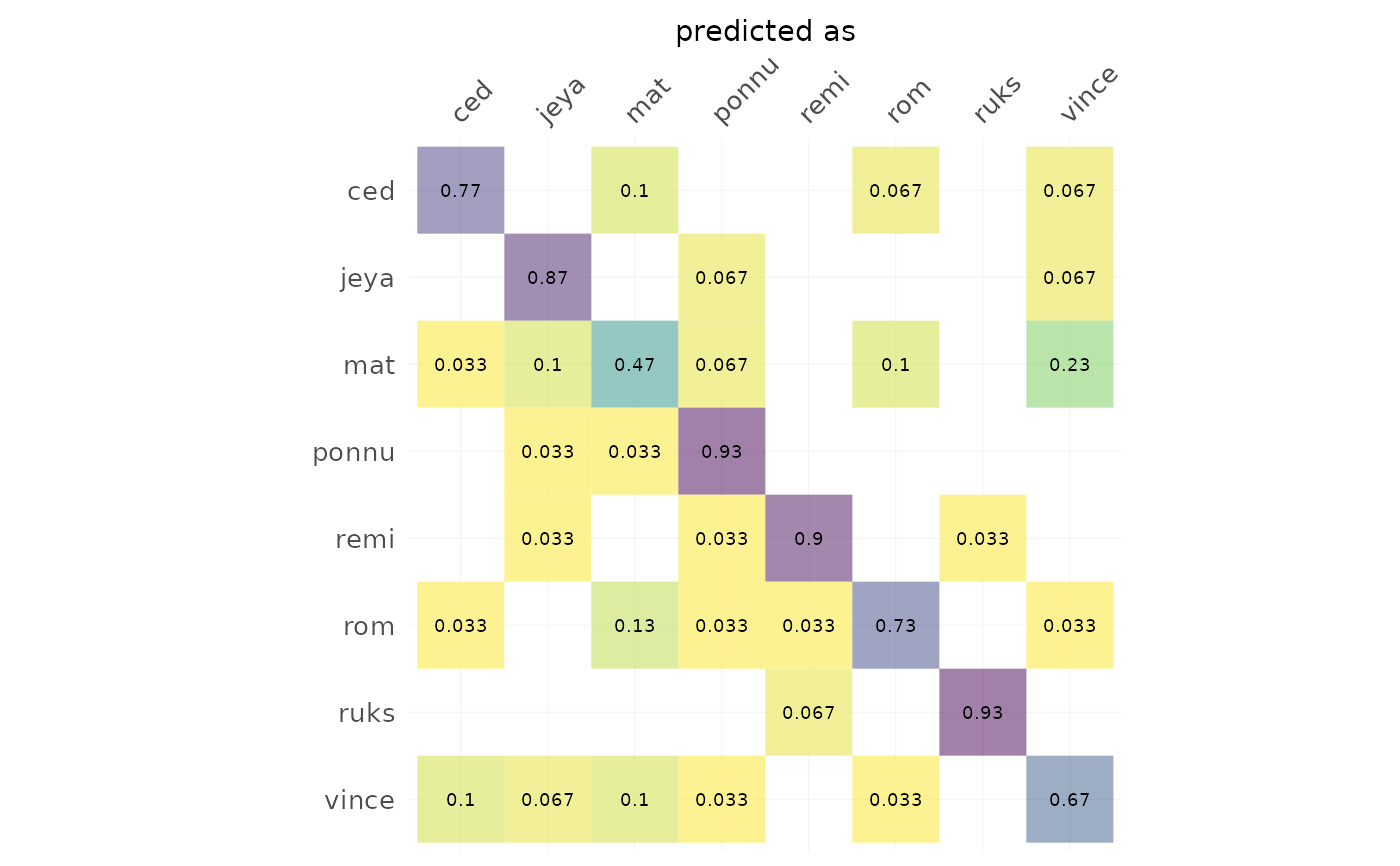 predicted as
ced jeya mat ponnu remi rom ruks vince
ced 0.77 0.1 0.067 0.067
jeya 0.87 0.067 0.067
mat 0.033 0.1 0.47 0.067 0.1 0.23
ponnu 0.033 0.033 0.93
remi 0.033 0.033 0.9 0.033
rom 0.033 0.13 0.033 0.033 0.73 0.033
ruks 0.067 0.93
vince 0.1 0.067 0.1 0.033 0.033 0.67